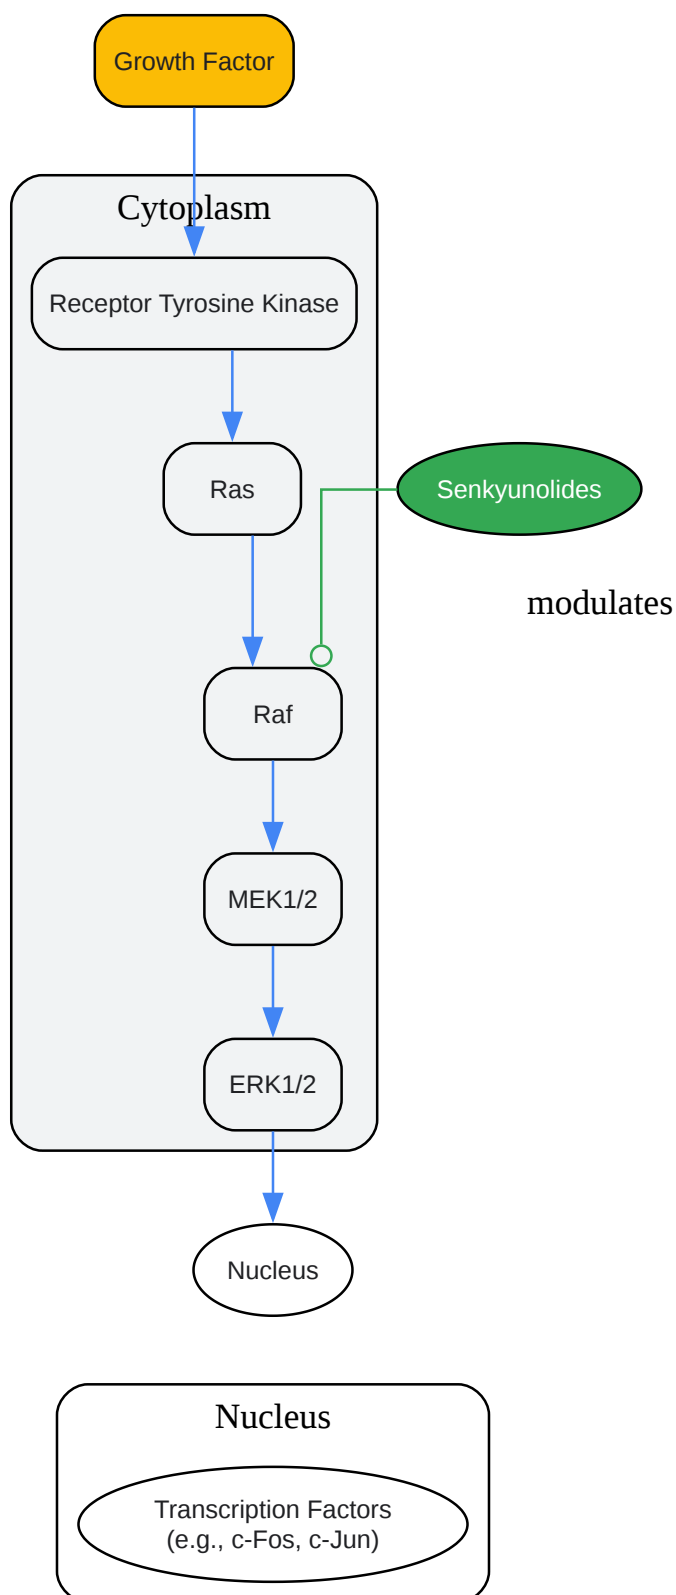 Growth Factor
Cytoplasm
Receptor Tyrosine Kinase
Ras
Senkyunolides
modulates
Raf
MEK1/2
ERK1/2
Nucleus
Nucleus
Transcription Factors
(e.g., c-Fos, c-Jun)